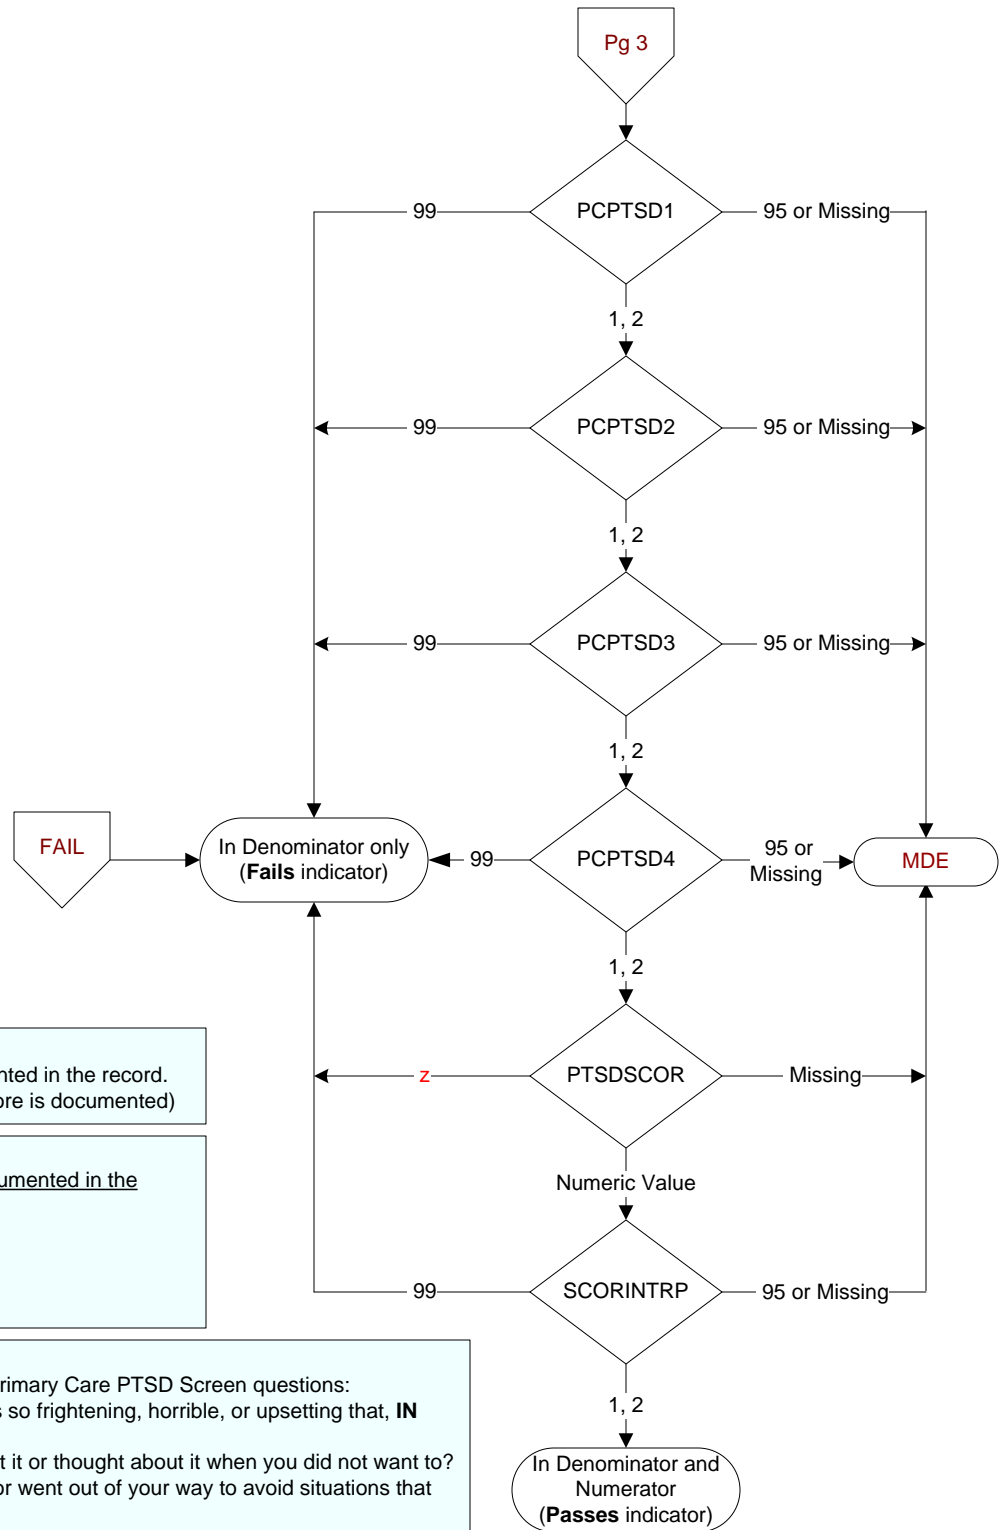 Pg 3
PCPTSD1
99
95 or Missing
1, 2
PCPTSD2
99
95 or Missing
1, 2
PCPTSD3
99
95 or Missing
1, 2
FAIL
In Denominator only
(Fails indicator)
99
PCPTSD4
95 or
Missing
MDE
1, 2
nted in the record.
ore is documented)
z
PTSDSCOR
Missing
umented in the
Numeric Value
99
SCORINTRP
95 or Missing
rimary Care PTSD Screen questions:
s so frightening, horrible, or upsetting that, IN
t it or thought about it when you did not want to?
or went out of your way to avoid situations that
1, 2
In Denominator and
Numerator
(Passes indicator)